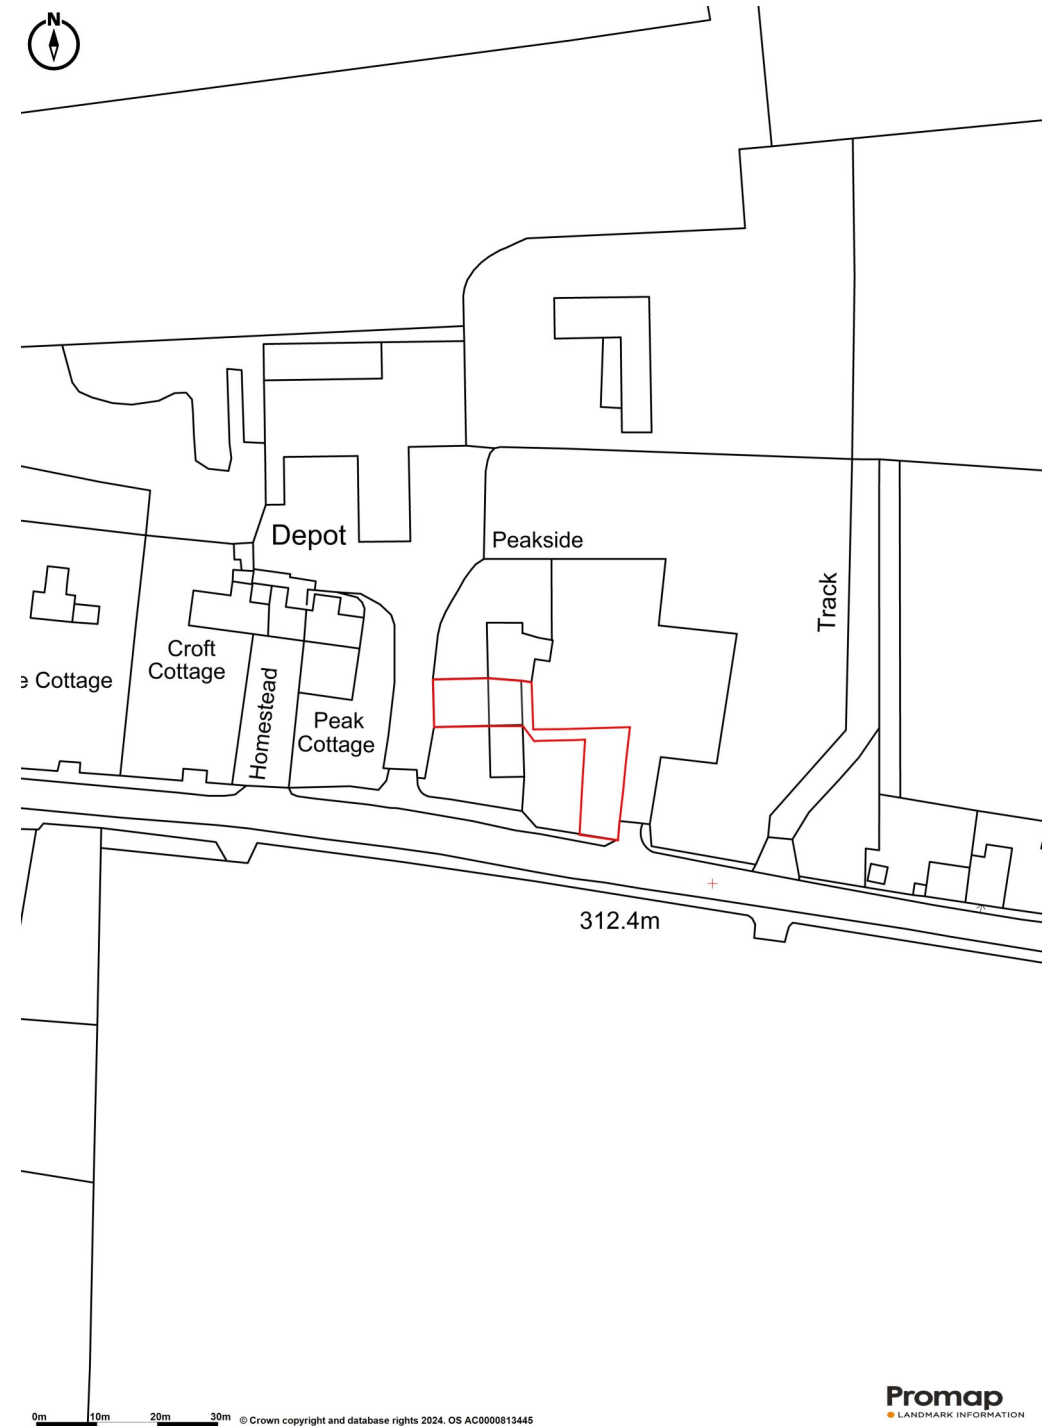 N
Depot
Peakside
Track
Croft
Cottage
e Cottage
Homestead
Peak
Cottage
312.4m
Promap
LANDMARK INFORMATION
0m 10m 20m 30m © Crown copyright and database rights 2024. OS AC0000813445